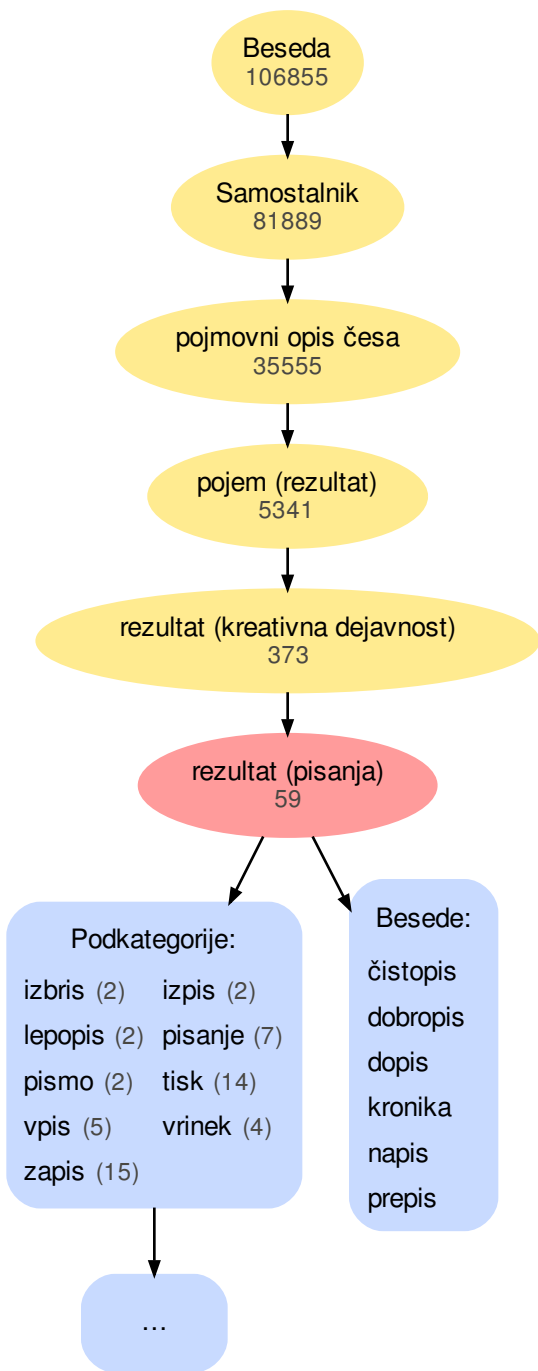 Beseda
106855
Samostalnik
81889
pojmovni opis česa
35555
pojem (rezultat)
5341
rezultat (kreativna dejavnost)
373
rezultat (pisanja)
59
Podkategorije:
izbris (2) izpis (2)
lepopis (2) pisanje (7)
pismo (2) tisk (14)
vpis (5) vrinek (4)
zapis (15)
Besede:
čistopis
dobropis
dopis
kronika
napis
prepis
...